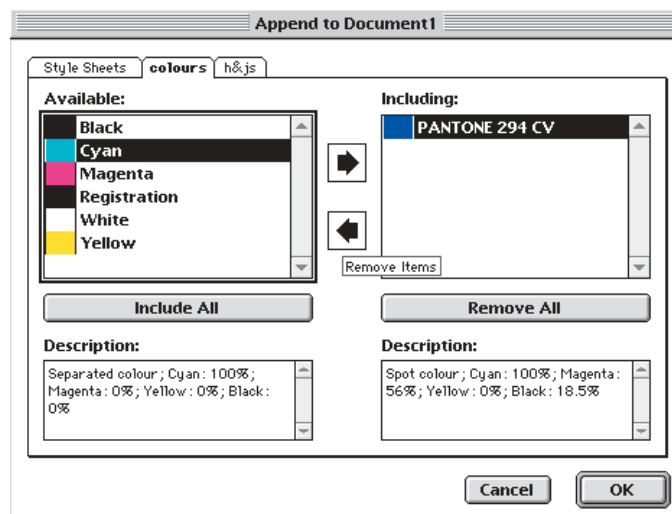 Append to Document1
Style Sheets colours h&js
Available:
Black
Cyan
Magenta
Registration
White
Yellow
Including:
PANTONE 294 CV
Remove Items
Include All
Remove All
Description:
Separated colour; Cyan: 100%;
Magenta: 0%; Yellow: 0%; Black:
0%
Description:
Spot colour; Cyan: 100%; Magenta:
56%; Yellow: 0%; Black: 18.5%
Cancel
OK